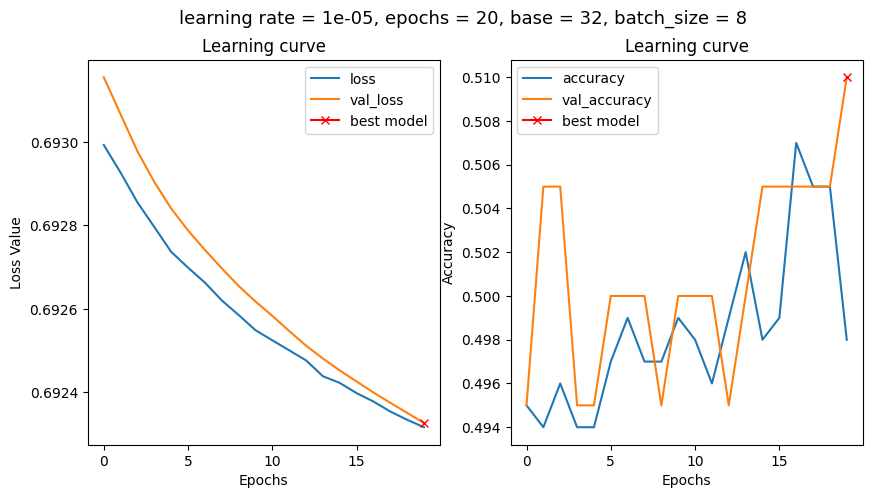 learning rate = 1e-05, epochs = 20, base = 32, batch_size = 8
Learning curve
Loss Value
0.6930
0.6928
0.6926
0.6924
loss
val_loss
best model
0
5
10
15
Epochs
Learning curve
Accuracy
0.510
0.508
0.506
0.504
0.502
0.500
0.498
0.496
0.494
accuracy
val_accuracy
best model
0
5
10
15
Epochs